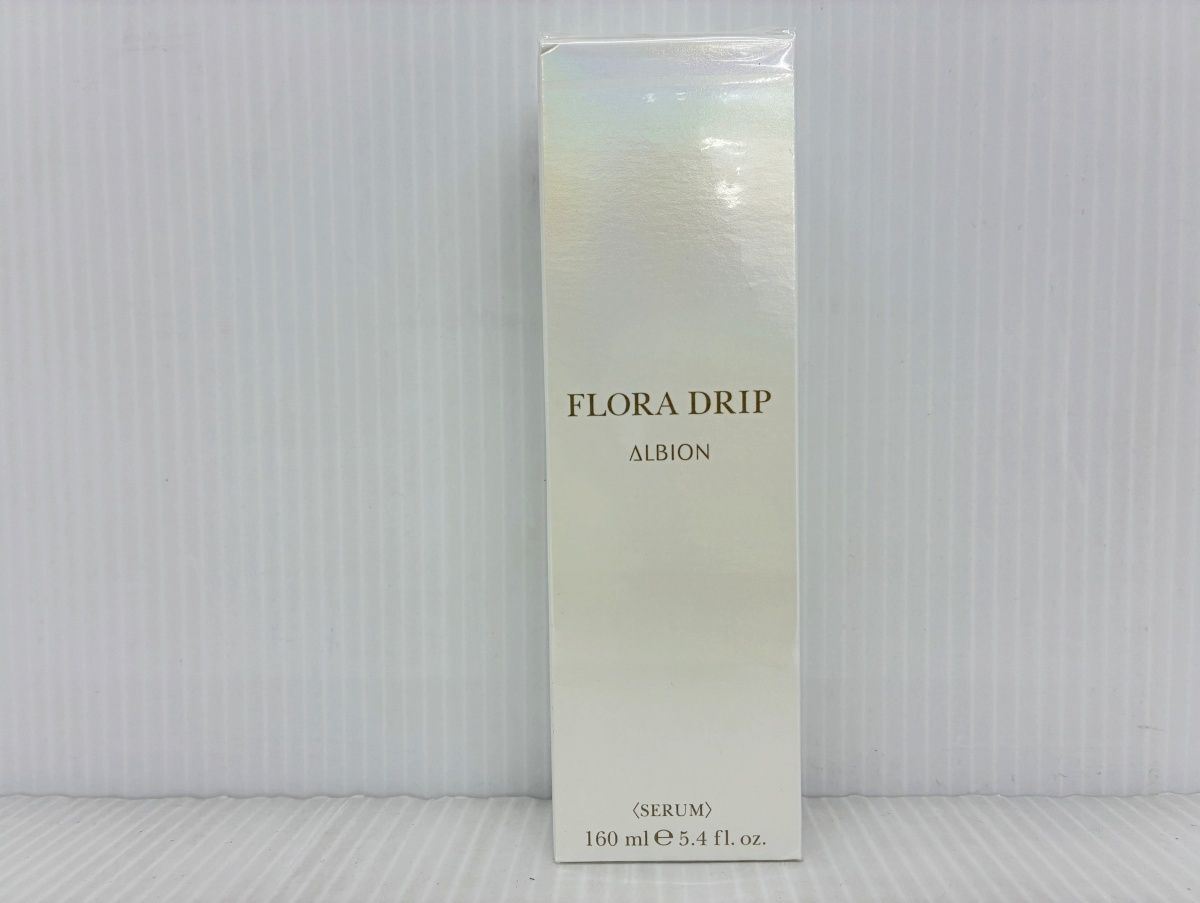 FLORA DRIP
ALBION
〈SERUM〉
160 ml ℮ 5.4 fl. oz.